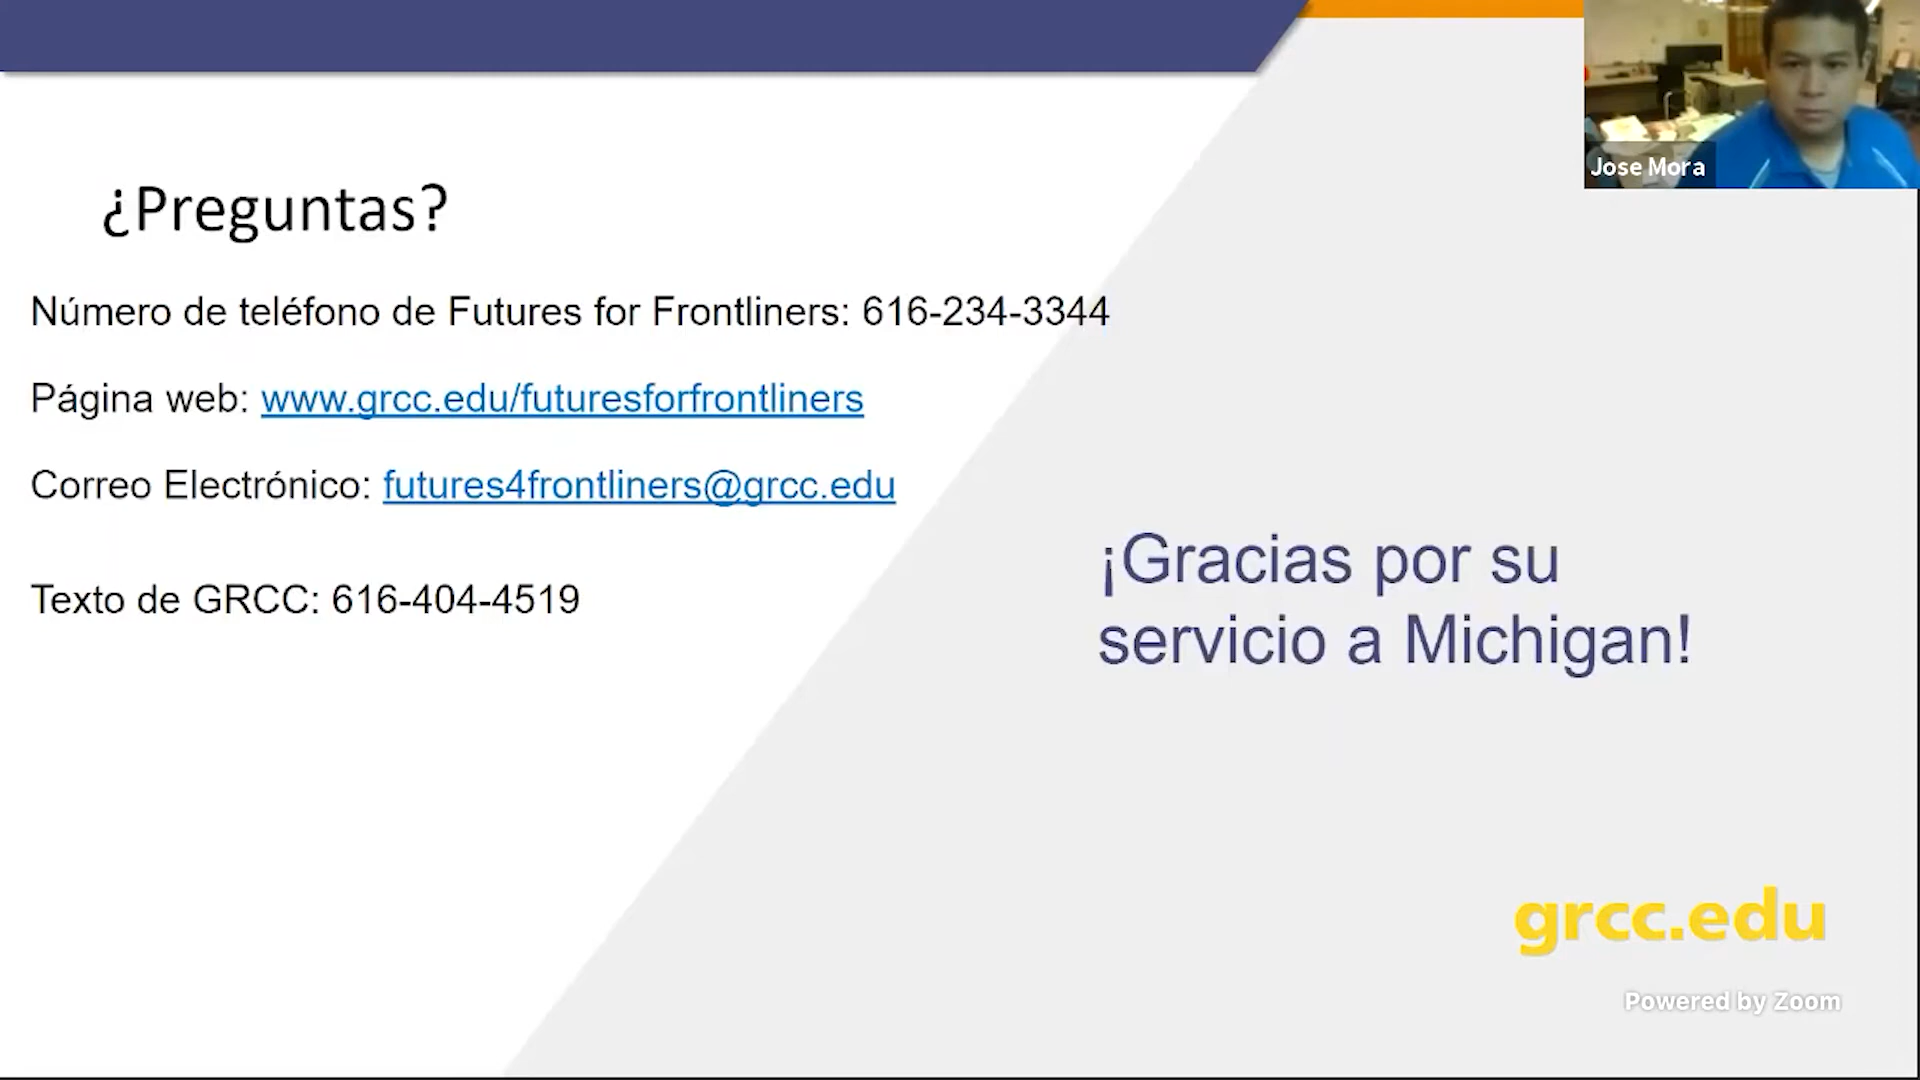 Jose Mora
¿Preguntas?
Número de teléfono de Futures for Frontliners: 616-234-3344
Página web: www.grcc.edu/futuresforfrontliners
Correo Electrónico: futures4frontliners@grcc.edu
Texto de GRCC: 616-404-4519
¡Gracias por su
servicio a Michigan!
grcc.edu
Powered by Zoom